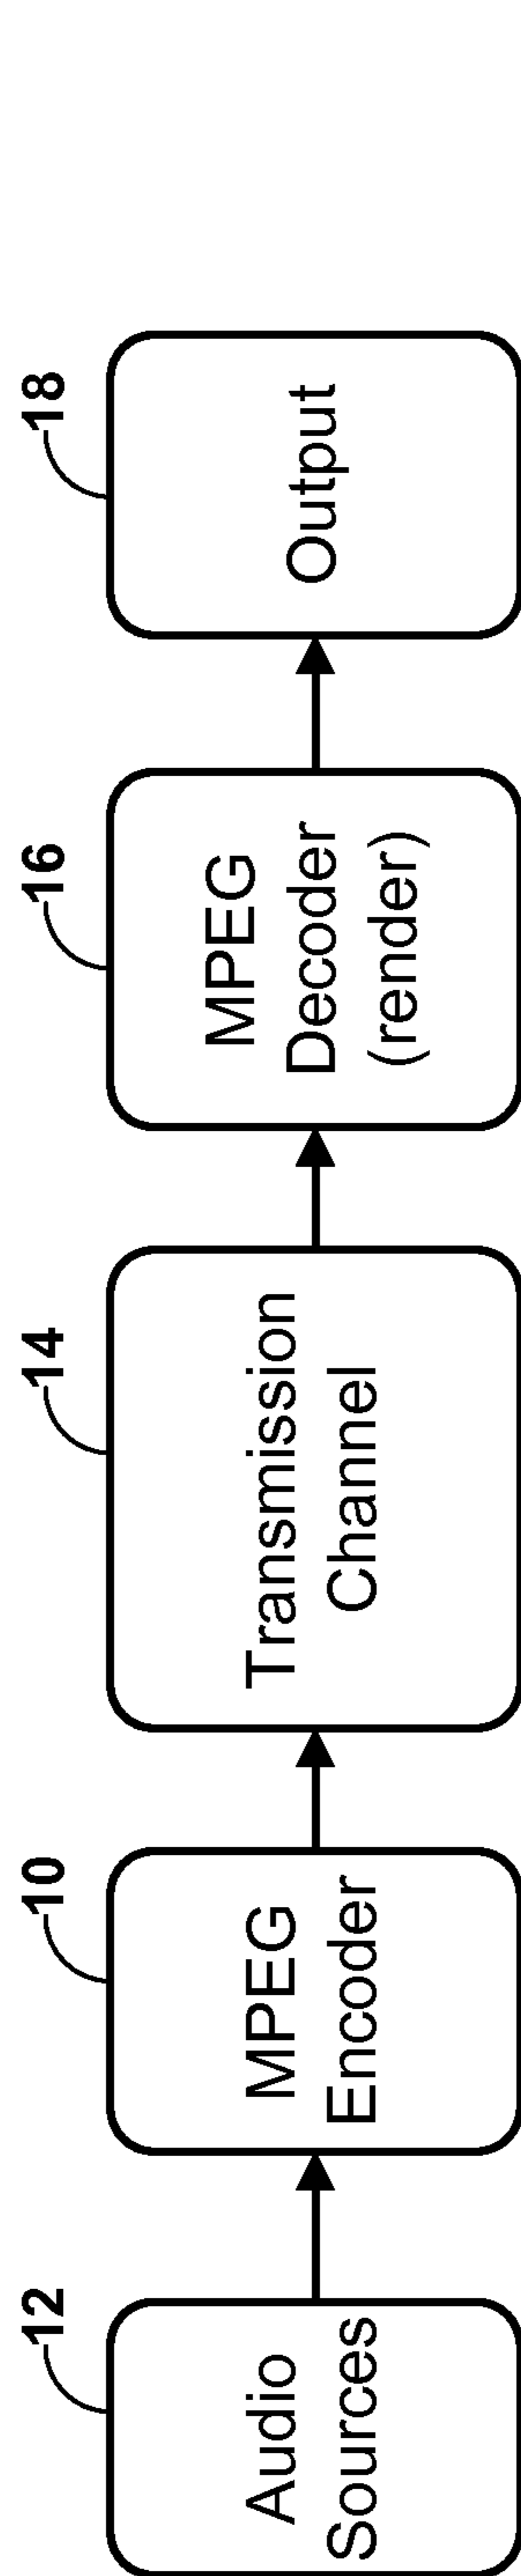 12
Audio
Sources
10
MPEG
Encoder
14
Transmission
Channel
16
MPEG
Decoder
(render)
18
Output